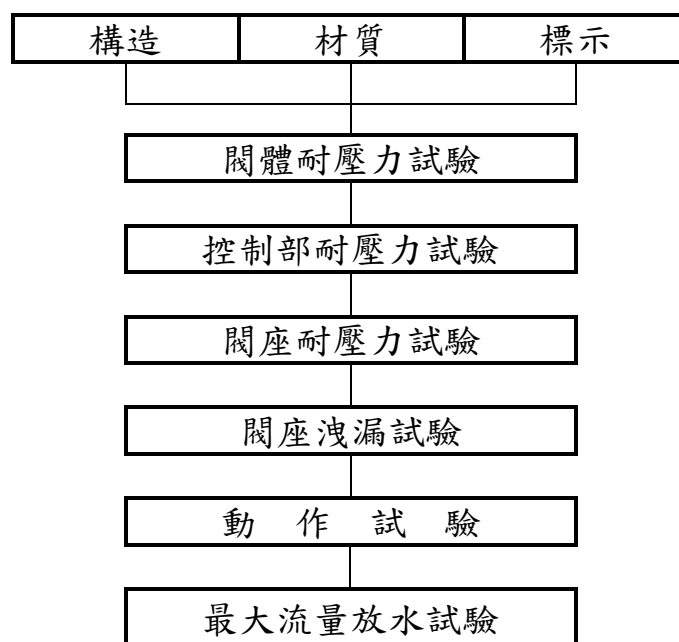 構造 材質 標示
閥體耐壓力試驗
控制部耐壓力試驗
閥座耐壓力試驗
閥座洩漏試驗
動 作 試 驗
最大流量放水試驗